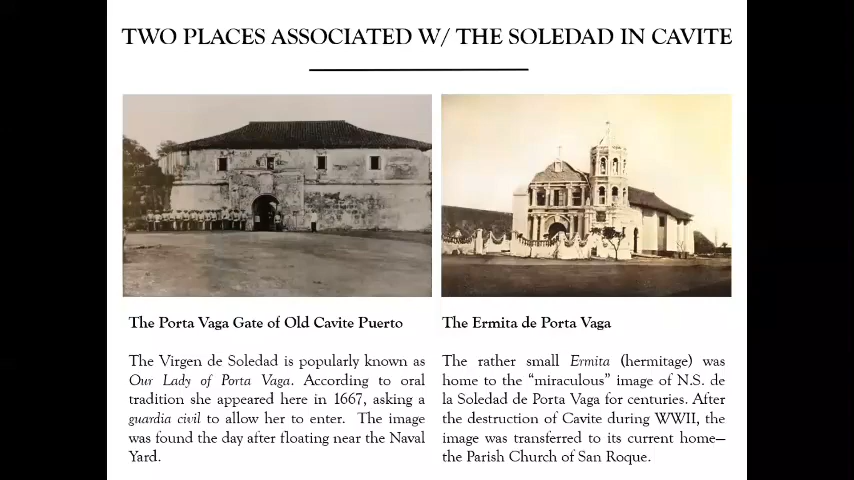 TWO PLACES ASSOCIATED W/ THE SOLEDAD IN CAVITE
The Porta Vaga Gate of Old Cavite Puerto
The Virgen de Soledad is popularly known as
Our Lady of Porta Vaga. According to oral
tradition she appeared here in 1667, asking a
guardia civil to allow her to enter. The image
was found the day after floating near the Naval
Yard.
The Ermita de Porta Vaga
The rather small Ermita (hermitage) was
home to the “miraculous” image of N.S. de
la Soledad de Porta Vaga for centuries. After
the destruction of Cavite during WWII, the
image was transferred to its current home—
the Parish Church of San Roque.